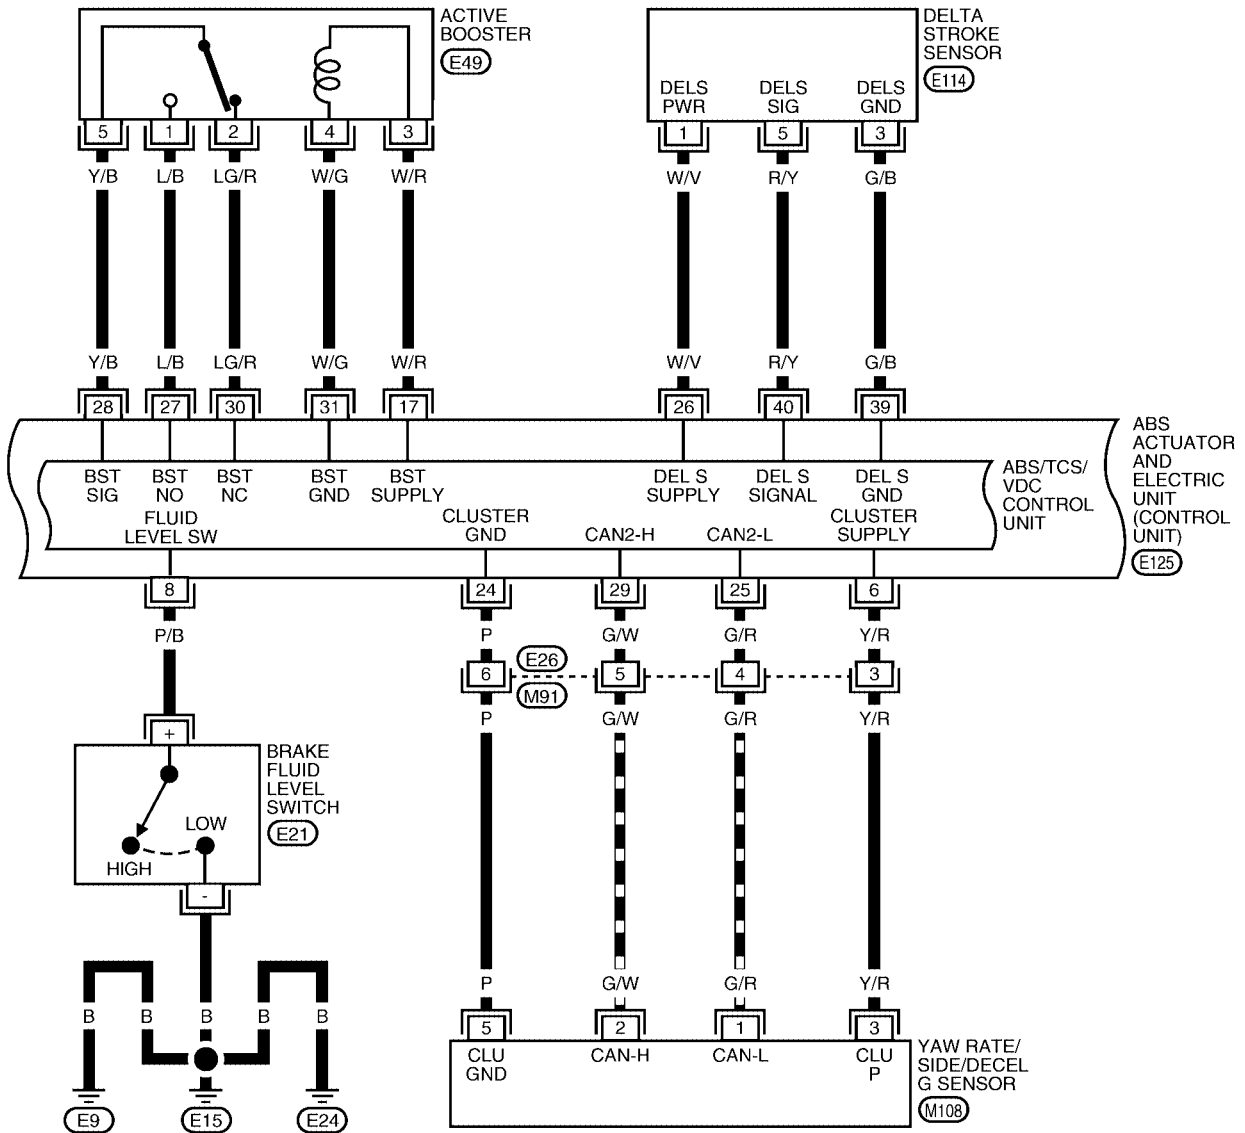 ACTIVE
BOOSTER
E49
5 1 2 4 3
Y/B L/B LG/R W/G W/R
Y/B L/B LG/R W/G W/R
28 27 30 31 17
DELTA
STROKE
SENSOR
E114
DELS
PWR
DELS
SIG
DELS
GND
1 5 3
W/V R/Y G/B
W/V R/Y G/B
26 40 39
ABS
ACTUATOR
AND
ELECTRIC
UNIT
(CONTROL
UNIT)
E125
ABS/TCS/
VDC
CONTROL
UNIT
BST
SIG
BST
NO
BST
NC
BST
GND
BST
SUPPLY
DEL S
SUPPLY
DEL S
SIGNAL
DEL S
GND
FLUID
LEVEL SW
CLUSTER
GND
CAN2-H
CAN2-L
CLUSTER
SUPPLY
8 24 29 25 6
P/B P G/W G/R Y/R
E26
6 5 4 3
M91
P G/W G/R Y/R
+
BRAKE
FLUID
LEVEL
SWITCH
E21
LOW
HIGH
-
P G/W G/R Y/R
B B B B B
5 2 1 3
CLU
GND
CAN-H
CAN-L
CLU
P
YAW RATE/
SIDE/DECEL
G SENSOR
M108
E9 E15 E24